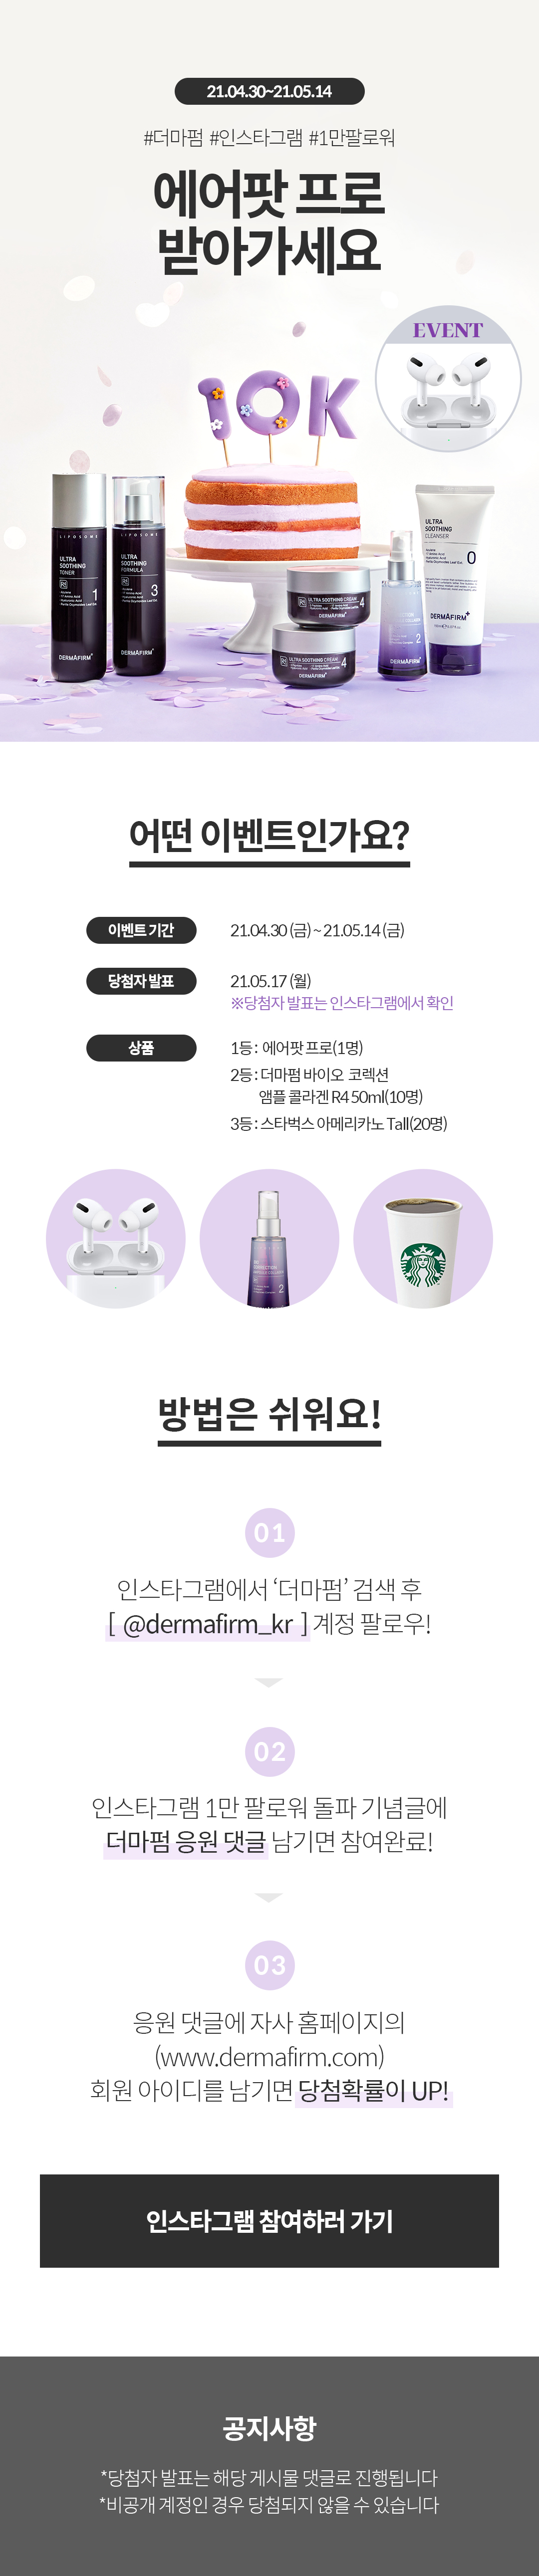 21.04.30~21.05.14
#더마펌 #인스타그램 #1만팔로워
에어팟 프로
받아가세요
EVENT
10K
LIPOSOME
ULTRA
SOOTHING
TONER
R4
1
DERMAFIRM+
LIPOSOME
ULTRA
SOOTHING
FORMULA
R4
3
DERMAFIRM+
ULTRA SOOTHING CREAM
R4
4
DERMAFIRM+
ULTRA SOOTHING CREAM
R4
4
DERMAFIRM+
2
DERMAFIRM+
ULTRA
SOOTHING
CLEANSER
0
DERMAFIRM+
어떤 이벤트인가요?
이벤트 기간
21.04.30 (금) ~ 21.05.14 (금)
당첨자 발표
21.05.17 (월)
※당첨자 발표는 인스타그램에서 확인
상품
1등 : 에어팟 프로(1명)
2등 : 더마펌 바이오 코렉션
앰플 콜라겐 R4 50ml(10명)
3등 : 스타벅스 아메리카노 Tall(20명)
2
방법은 쉬워요!
01
인스타그램에서 ‘더마펌’ 검색 후
[ @dermafirm_kr ] 계정 팔로우!
02
인스타그램 1만 팔로워 돌파 기념글에
더마펌 응원 댓글 남기면 참여완료!
03
응원 댓글에 자사 홈페이지의
(www.dermafirm.com)
회원 아이디를 남기면 당첨확률이 UP!
인스타그램 참여하러 가기
공지사항
*당첨자 발표는 해당 게시물 댓글로 진행됩니다
*비공개 계정인 경우 당첨되지 않을 수 있습니다